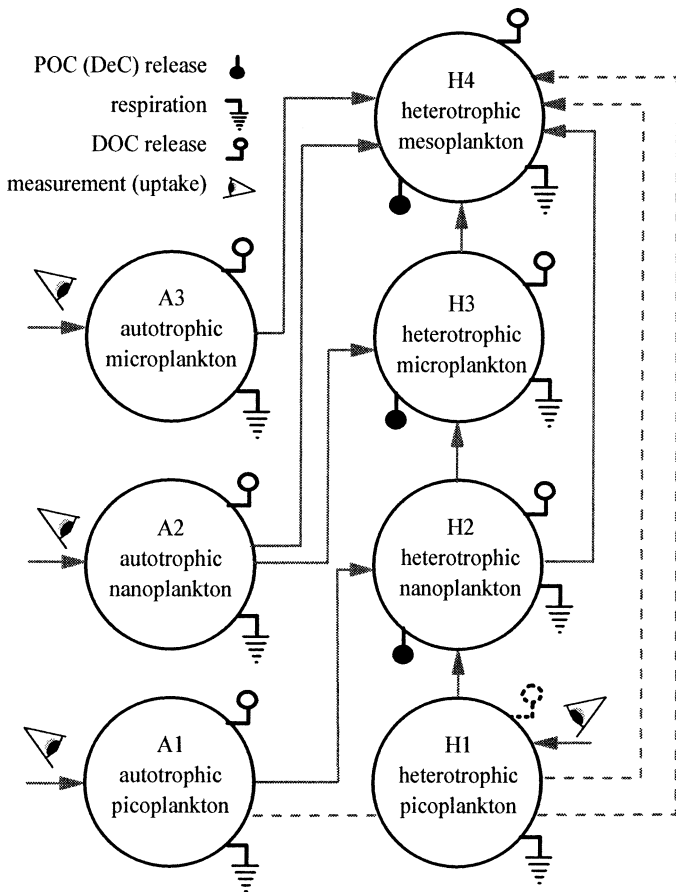 POC (DeC) release
respiration
DOC release
measurement (uptake)
H4
heterotrophic
mesoplankton
A3
autotrophic
microplankton
H3
heterotrophic
microplankton
A2
autotrophic
nanoplankton
H2
heterotrophic
nanoplankton
A1
autotrophic
picoplankton
H1
heterotrophic
picoplankton